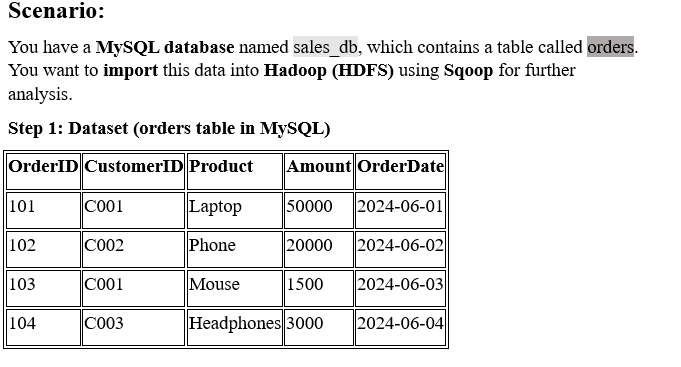 Scenario:
You have a MySQL database named sales_db, which contains a table called orders.
You want to import this data into Hadoop (HDFS) using Sqoop for further
analysis.
Step 1: Dataset (orders table in MySQL)
OrderID CustomerID Product Amount OrderDate
101 C001 Laptop 50000 2024-06-01
102 C002 Phone 20000 2024-06-02
103 C001 Mouse 1500 2024-06-03
104 C003 Headphones 3000 2024-06-04